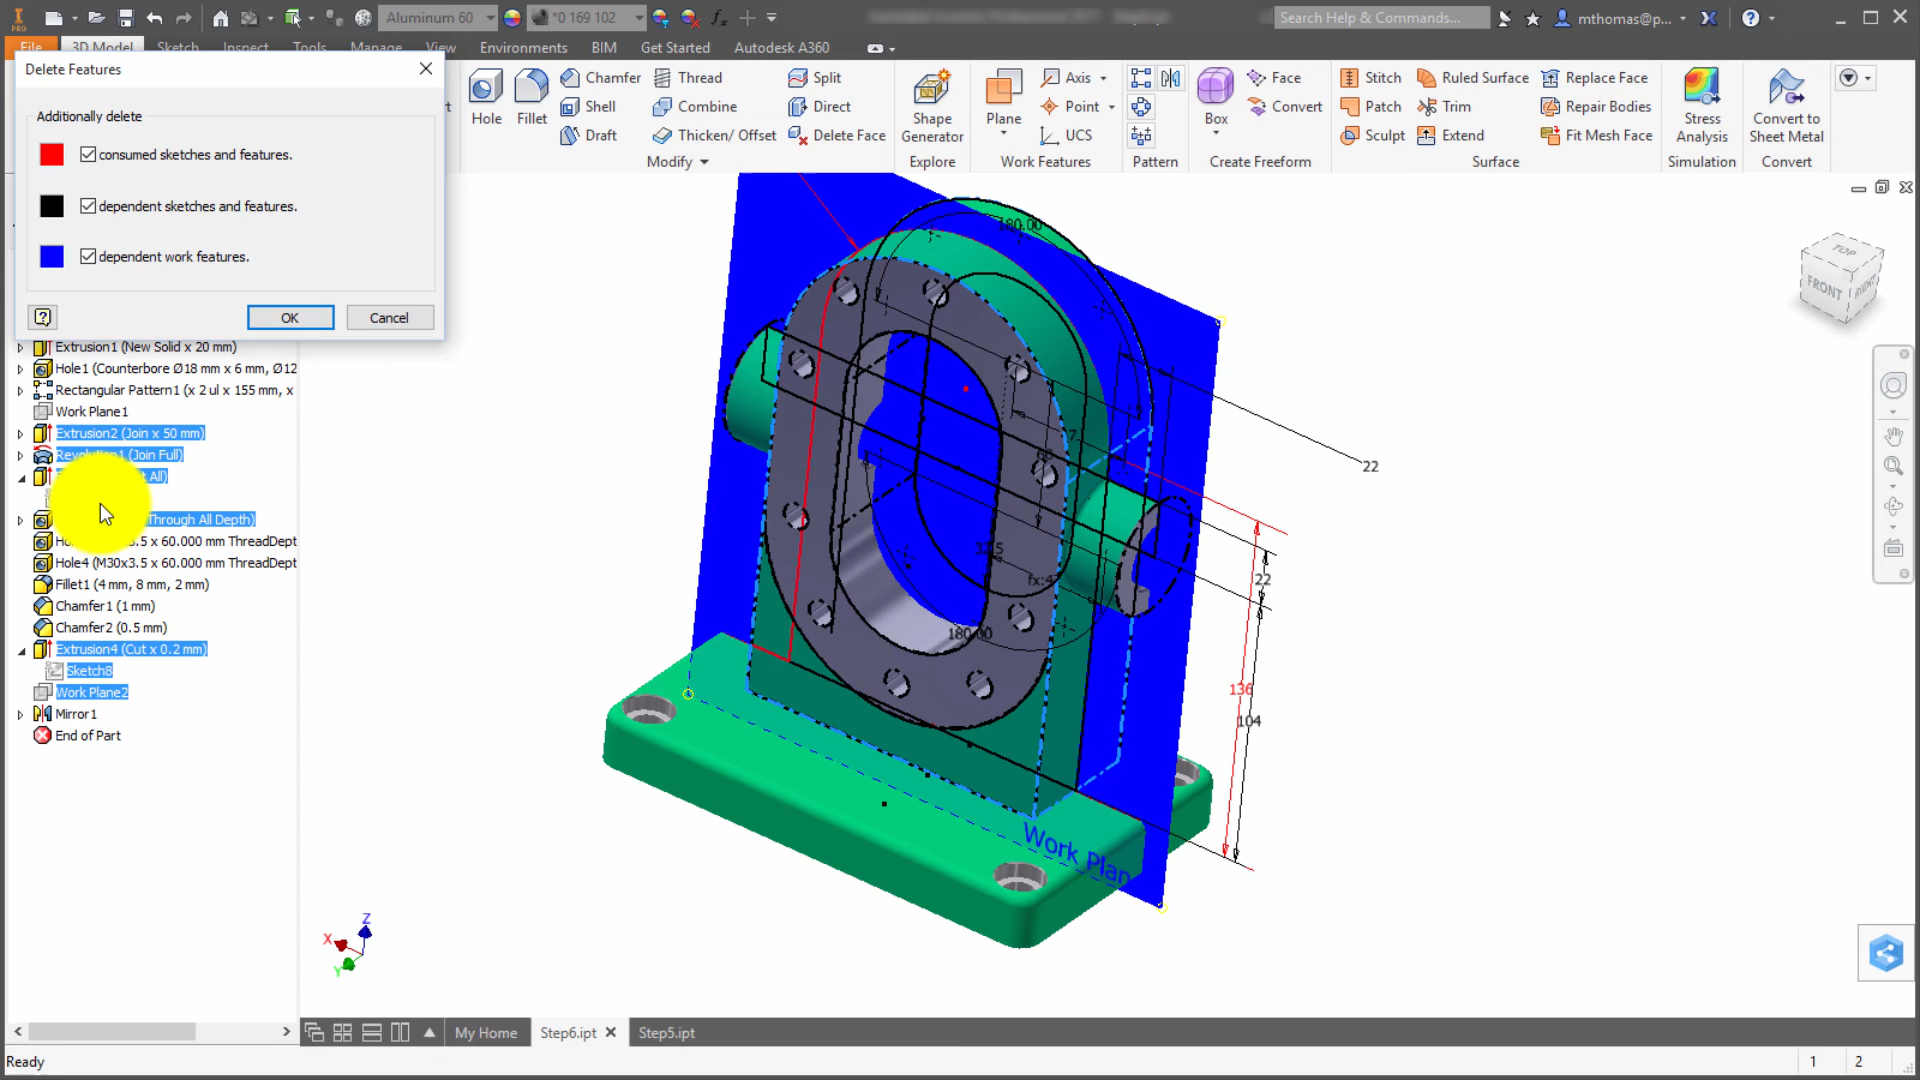 PRO
Aluminum 60
*0 169 102
Search Help & Commands...
mthomas@p...
File
3D Model
Sketch
Inspect
Tools
Manage
View
Environments
BIM
Get Started
Autodesk A360
Delete Features
Additionally delete
consumed sketches and features.
dependent sketches and features.
dependent work features.
OK
Cancel
Hole
Fillet
Chamfer
Shell
Draft
Thread
Combine
Thicken/ Offset
Split
Direct
Delete Face
Modify
Shape
Generator
Explore
Plane
Axis
Point
UCS
Work Features
Pattern
Box
Face
Convert
Create Freeform
Stitch
Patch
Sculpt
Ruled Surface
Trim
Extend
Replace Face
Repair Bodies
Fit Mesh Face
Surface
Stress
Analysis
Simulation
Convert to
Sheet Metal
Convert
Extrusion1 (New Solid x 20 mm)
Hole1 (Counterbore Ø18 mm x 6 mm, Ø12
Rectangular Pattern1 (x 2 ul x 155 mm, x
Work Plane1
Extrusion2 (Join x 50 mm)
Revolution1 (Join Full)
All)
Through All Depth)
3.5 x 60.000 mm ThreadDept
Hole4 (M30x3.5 x 60.000 mm ThreadDept
Fillet1 (4 mm, 8 mm, 2 mm)
Chamfer1 (1 mm)
Chamfer2 (0.5 mm)
Extrusion4 (Cut x 0.2 mm)
Sketch8
Work Plane2
Mirror1
End of Part
180.00
22
60
32.5
180.00
22
136
104
Work Plan
TOP
FRONT
RIGHT
Z
X
Y
My Home
Step6.ipt
Step5.ipt
Ready
1
2